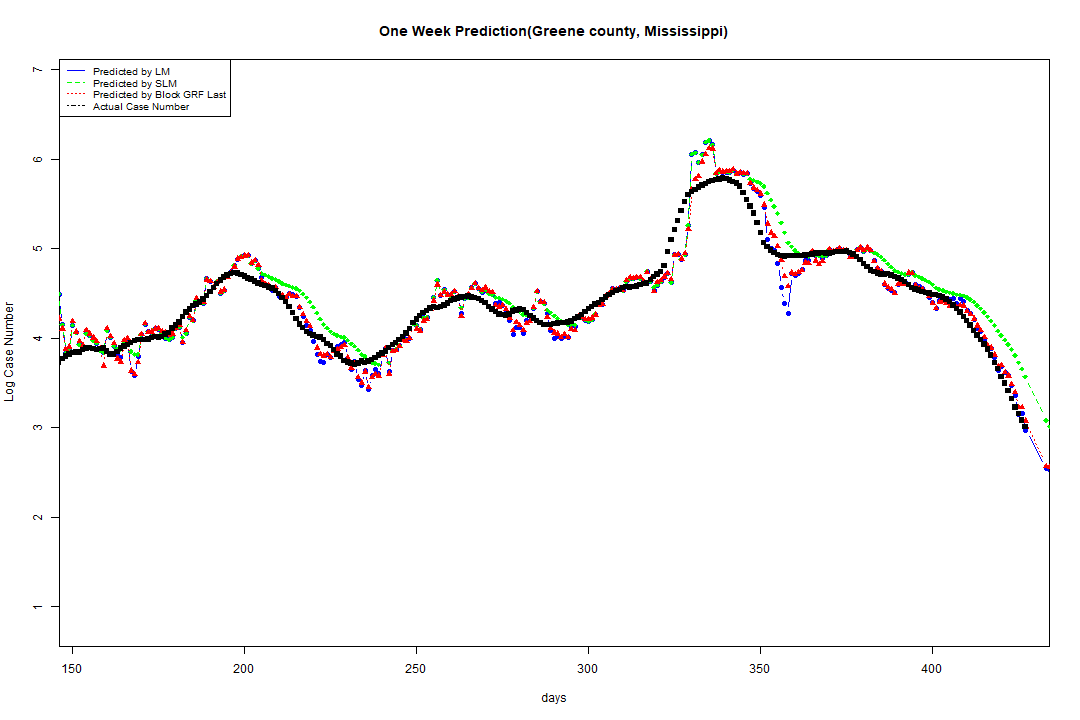 One Week Prediction(Greene county, Mississippi)
Predicted by LM
Predicted by SLM
Predicted by Block GRF Last
Actual Case Number
7
6
5
4
3
2
1
Log Case Number
150 200 250 300 350 400
days